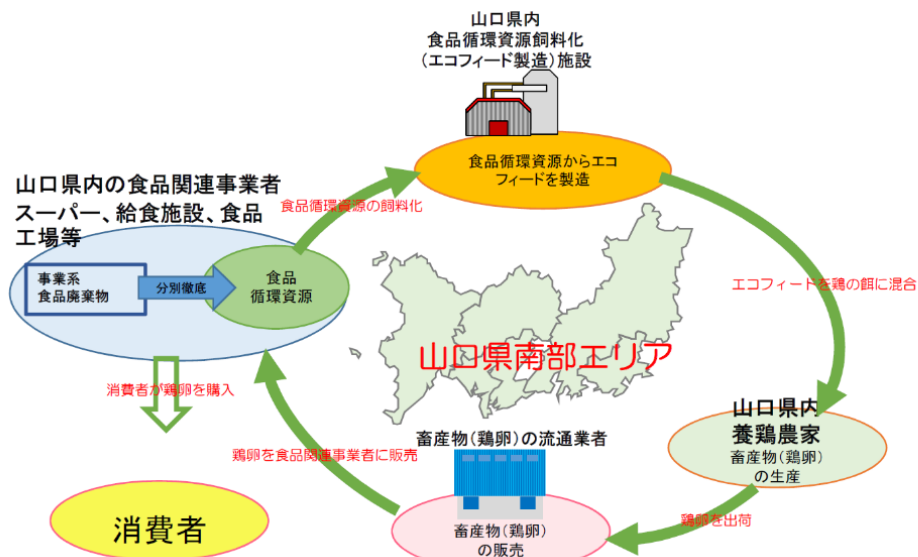 山口県内
食品循環資源飼料化
（エコフィード製造）施設
食品循環資源からエコ
フィードを製造
山口県内の食品関連事業者
スーパー、給食施設、食品
工場等
事業系
食品廃棄物
分別徹底
食品
循環資源
食品循環資源の飼料化
エコフィードを鶏の餌に混合
山口県南部エリア
消費者が鶏卵を購入
山口県内
養鶏農家
畜産物（鶏卵）
の生産
畜産物（鶏卵）の流通業者
鶏卵を食品関連事業者に販売
畜産物（鶏卵）
の販売
鶏卵を出荷
消費者